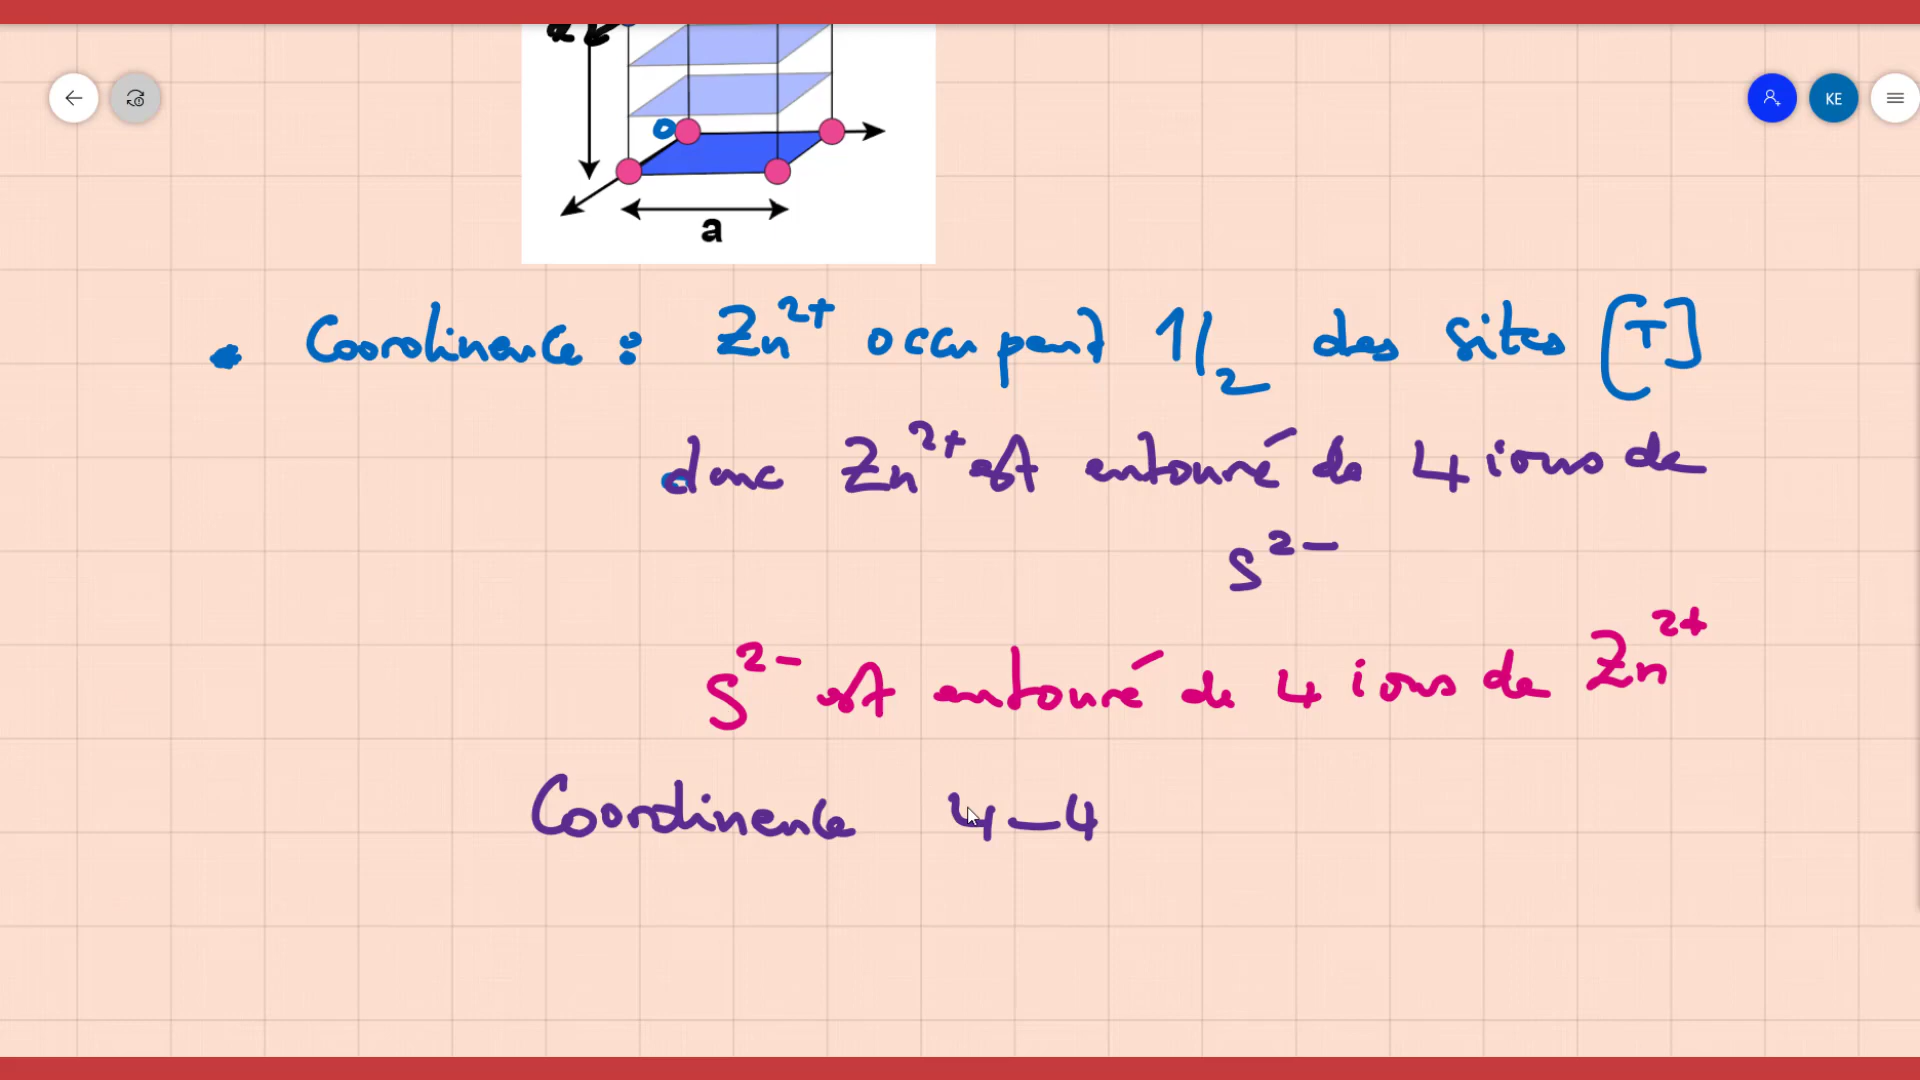 KE
o
a
• Coordinence : Zn²⁺ occupent 1/2 des sites [T]
donc Zn²⁺ est entouré de 4 ions de
S²⁻
S²⁻ est entouré de 4 ions de Zn²⁺
Coordinence 4–4